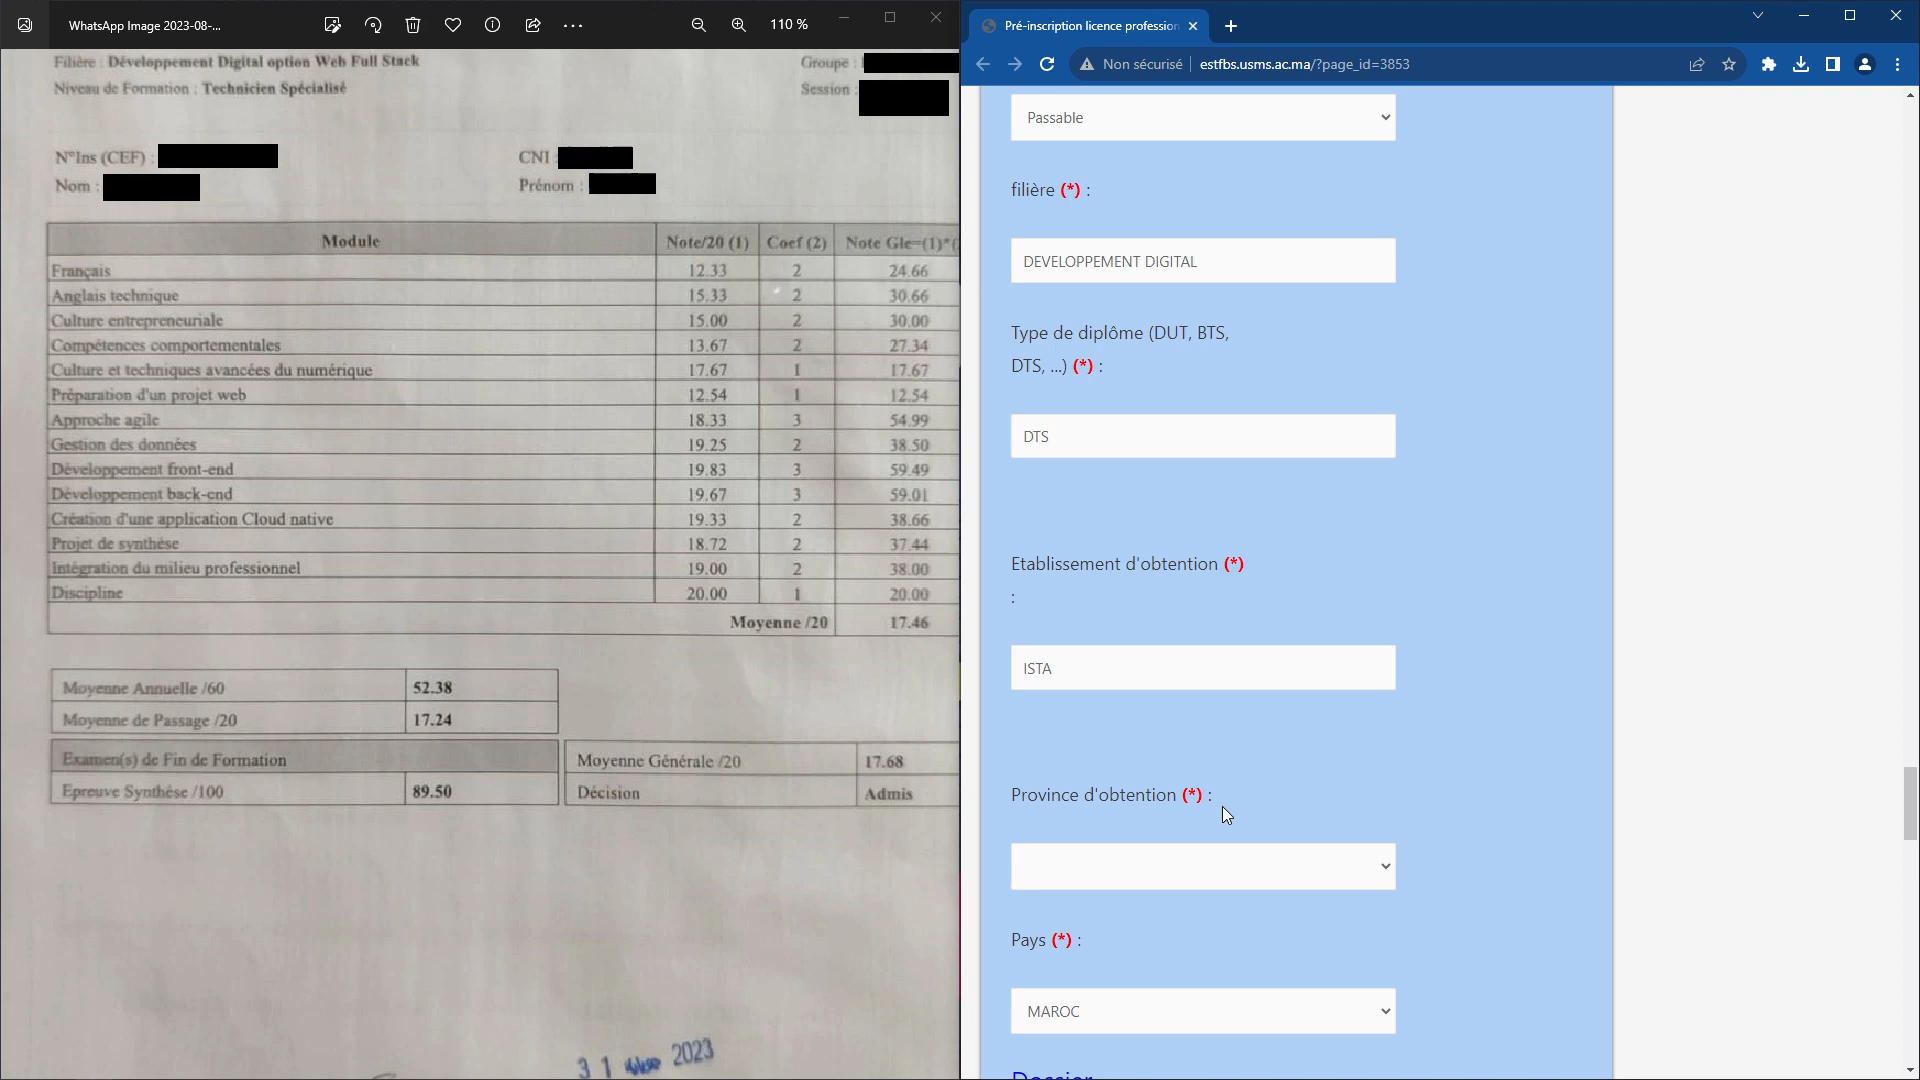 WhatsApp Image 2023-08-...
110 %
Filière : Développement Digital option Web Full Stack
Groupe :
Niveau de Formation : Technicien Spécialisé
Session :
N°Ins (CEF) :
CNI :
Nom :
Prénom :
Module Note/20 (1) Coef (2) Note Gle=(1)*(
Français 12.33 2 24.66
Anglais technique 15.33 2 30.66
Culture entrepreneuriale 15.00 2 30.00
Compétences comportementales 13.67 2 27.34
Culture et techniques avancées du numérique 17.67 1 17.67
Préparation d'un projet web 12.54 1 12.54
Approche agile 18.33 3 54.99
Gestion des données 19.25 2 38.50
Développement front-end 19.83 3 59.49
Développement back-end 19.67 3 59.01
Création d'une application Cloud native 19.33 2 38.66
Projet de synthèse 18.72 2 37.44
Intégration du milieu professionnel 19.00 2 38.00
Discipline 20.00 1 20.00
Moyenne /20 17.46
Moyenne Annuelle /60 52.38
Moyenne de Passage /20 17.24
Examen(s) de Fin de Formation
Epreuve Synthèse /100 89.50
Moyenne Générale /20 17.68
Décision Admis
3 1 2023
Pré-inscription licence profession
Non sécurisé estfbs.usms.ac.ma/?page_id=3853
Passable
filière (*) :
DEVELOPPEMENT DIGITAL
Type de diplôme (DUT, BTS,
DTS, ...) (*) :
DTS
Etablissement d'obtention (*)
:
ISTA
Province d'obtention (*) :
Pays (*) :
MAROC
Dossier